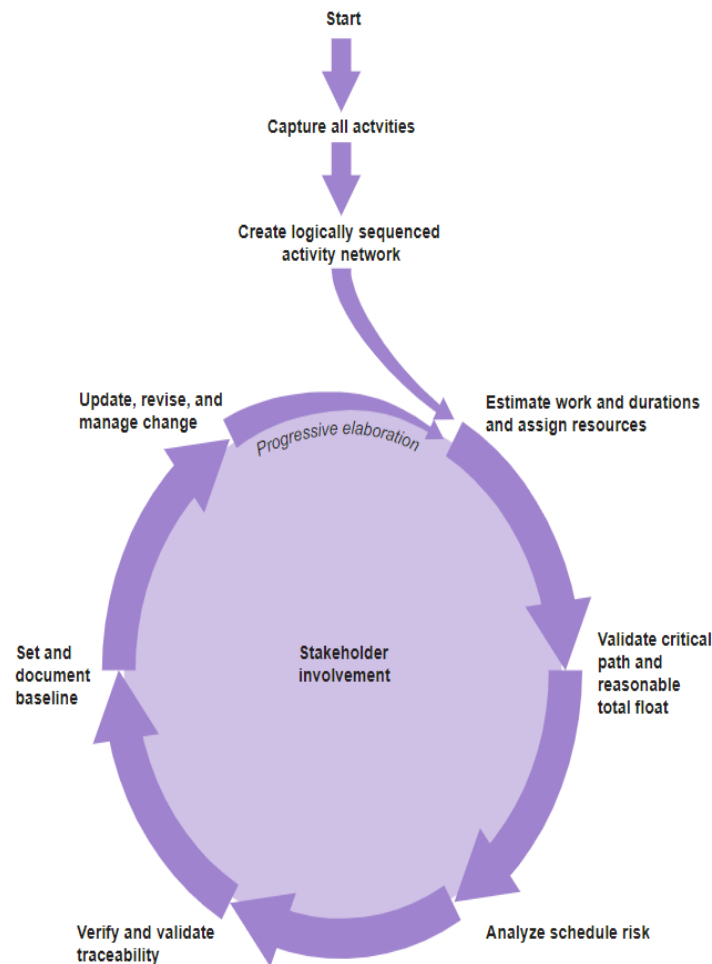 Start
Capture all actvities
Create logically sequenced
activity network
Update, revise, and
manage change
Progressive elaboration
Estimate work and durations
and assign resources
Set and
document
baseline
Stakeholder
involvement
Validate critical
path and
reasonable
total float
Verify and validate
traceability
Analyze schedule risk